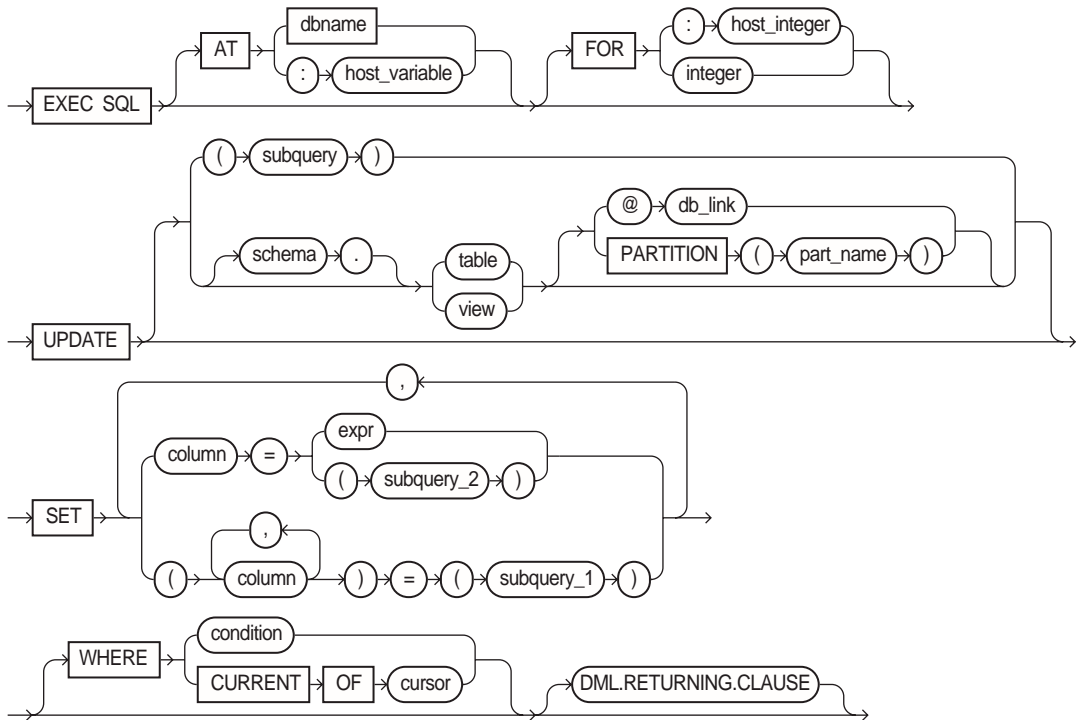 dbname
AT
: host_variable
: host_integer
FOR
integer
EXEC SQL
( subquery )
@ db_link
schema . table
PARTITION ( part_name )
view
UPDATE
,
expr
column =
( subquery_2 )
SET
,
( column ) = ( subquery_1 )
condition
WHERE
CURRENT OF cursor
DML.RETURNING.CLAUSE